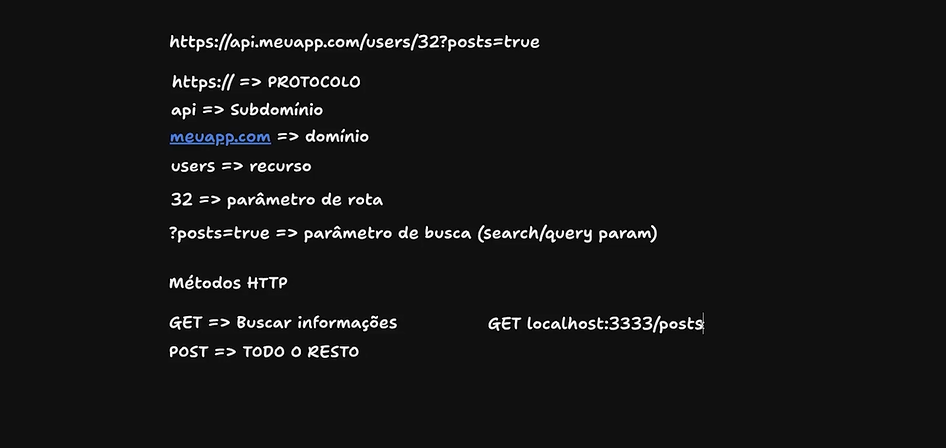 https://api.meuapp.com/users/32?posts=true
https:// => PROTOCOLO
api => Subdomínio
meuapp.com => domínio
users => recurso
32 => parâmetro de rota
?posts=true => parâmetro de busca (search/query param)
Métodos HTTP
GET => Buscar informações
GET localhost:3333/posts
POST => TODO O RESTO